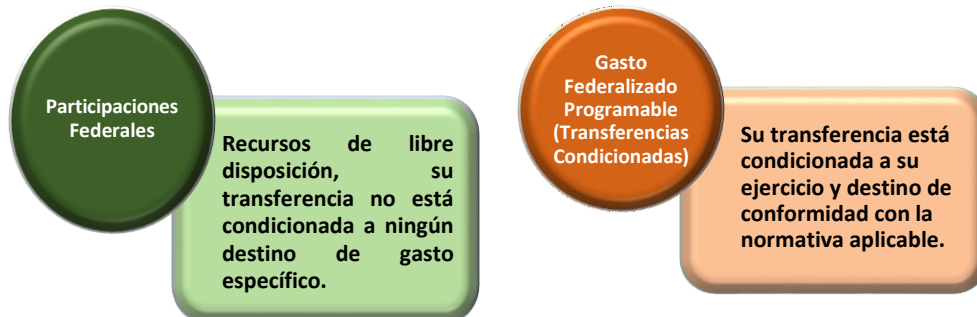 Participaciones
Federales
Recursos de libre
disposición, su
transferencia no está
condicionada a ningún
destino de gasto
específico.
Gasto
Federalizado
Programable
(Transferencias
Condicionadas)
Su transferencia está
condicionada a su
ejercicio y destino de
conformidad con la
normativa aplicable.